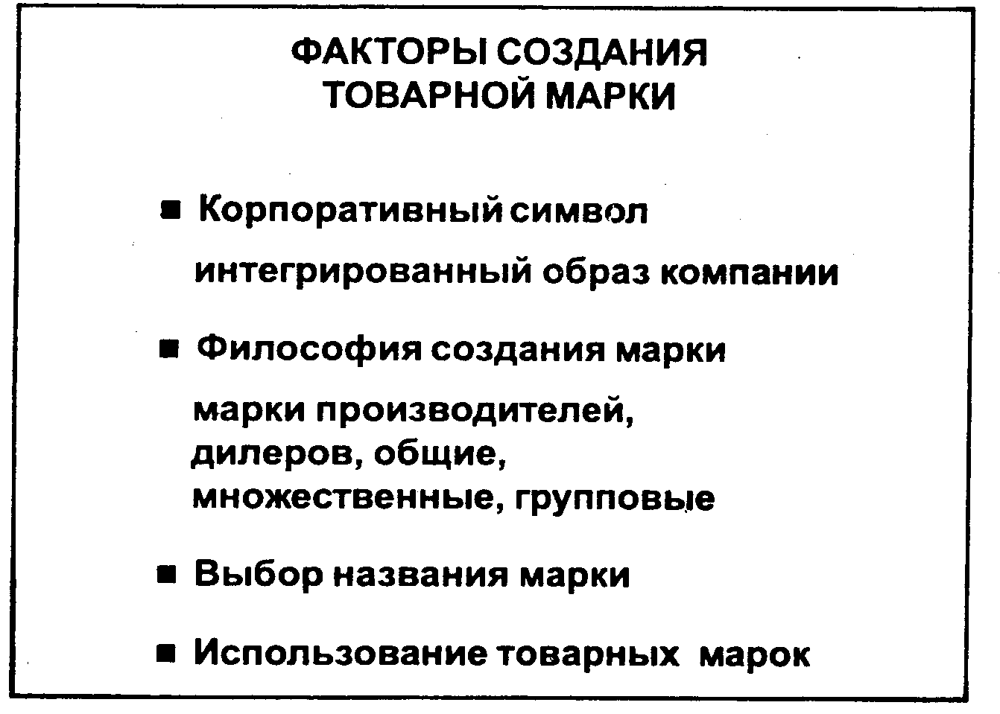 ФАКТОРЫ СОЗДАНИЯ
ТОВАРНОЙ МАРКИ
■ Корпоративный символ
интегрированный образ компании
■ Философия создания марки
марки производителей,
дилеров, общие,
множественные, групповые
■ Выбор названия марки
■ Использование товарных марок